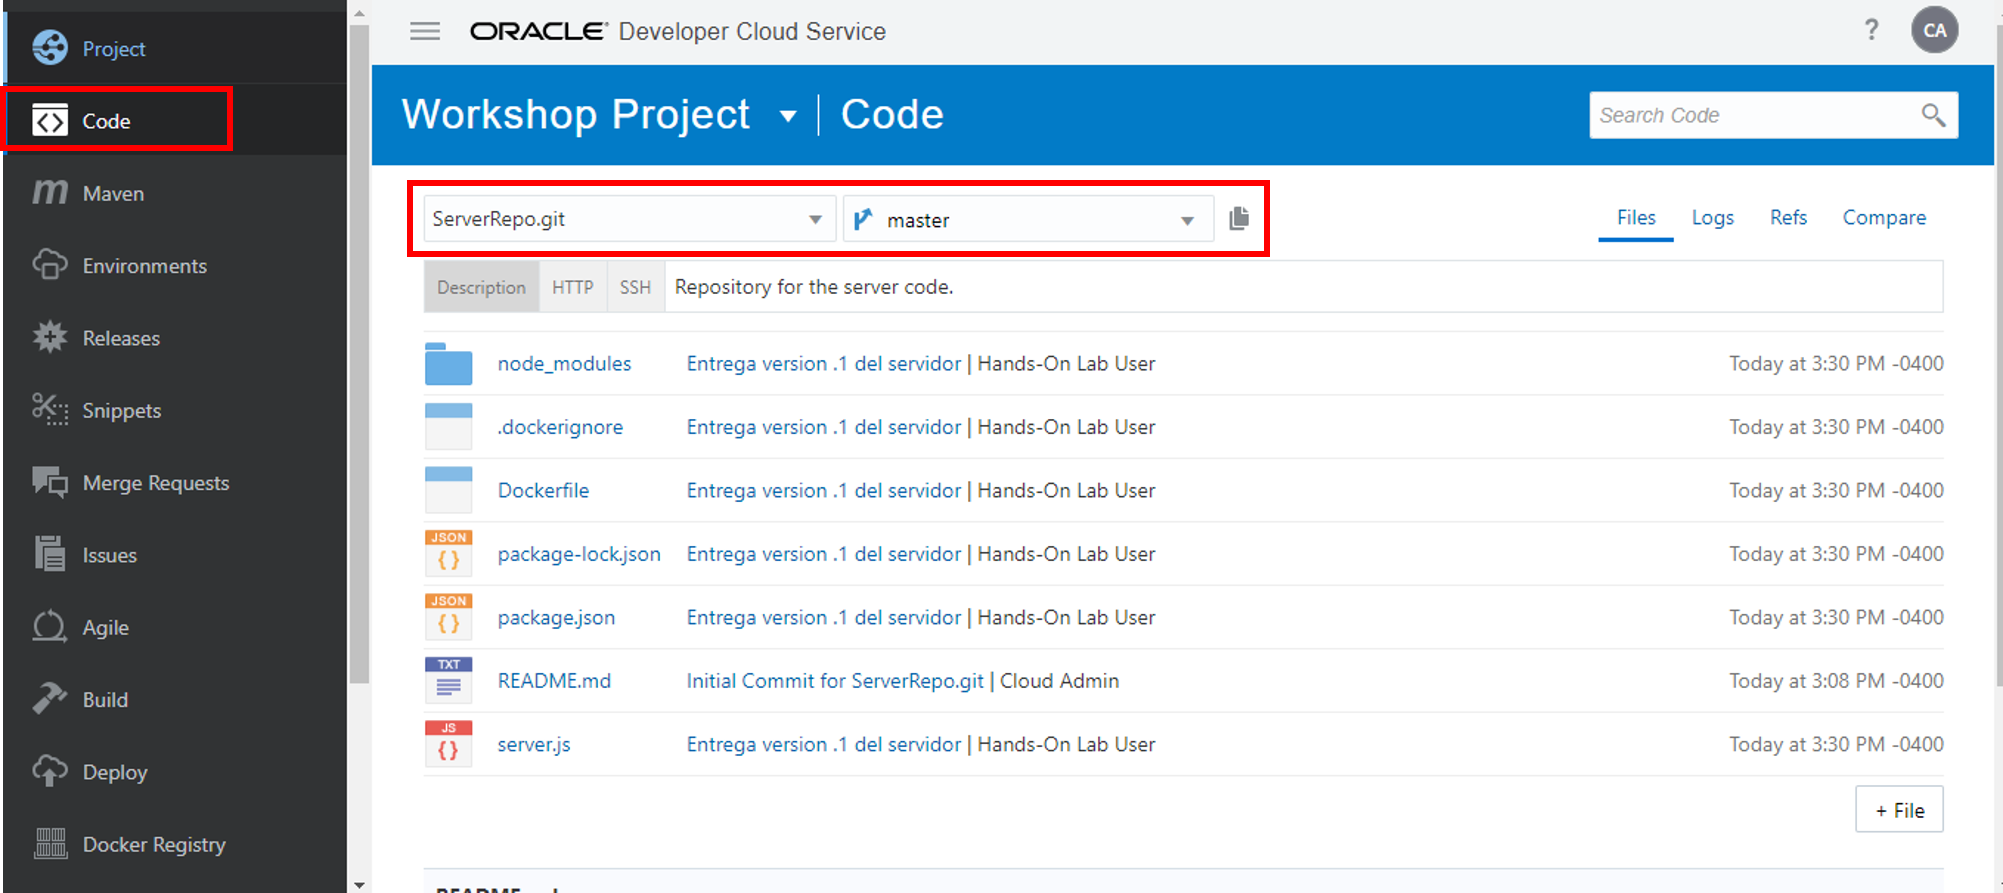 Project
Code
Maven
Environments
Releases
Snippets
Merge Requests
Issues
Agile
Build
Deploy
Docker Registry
ORACLE® Developer Cloud Service
? CA
Workshop Project | Code
Search Code
ServerRepo.git master
Files Logs Refs Compare
Description HTTP SSH Repository for the server code.
node_modules Entrega version .1 del servidor | Hands-On Lab User Today at 3:30 PM -0400
.dockerignore Entrega version .1 del servidor | Hands-On Lab User Today at 3:30 PM -0400
Dockerfile Entrega version .1 del servidor | Hands-On Lab User Today at 3:30 PM -0400
JSON { } package-lock.json Entrega version .1 del servidor | Hands-On Lab User Today at 3:30 PM -0400
JSON { } package.json Entrega version .1 del servidor | Hands-On Lab User Today at 3:30 PM -0400
TXT README.md Initial Commit for ServerRepo.git | Cloud Admin Today at 3:08 PM -0400
JS { } server.js Entrega version .1 del servidor | Hands-On Lab User Today at 3:30 PM -0400
+ File